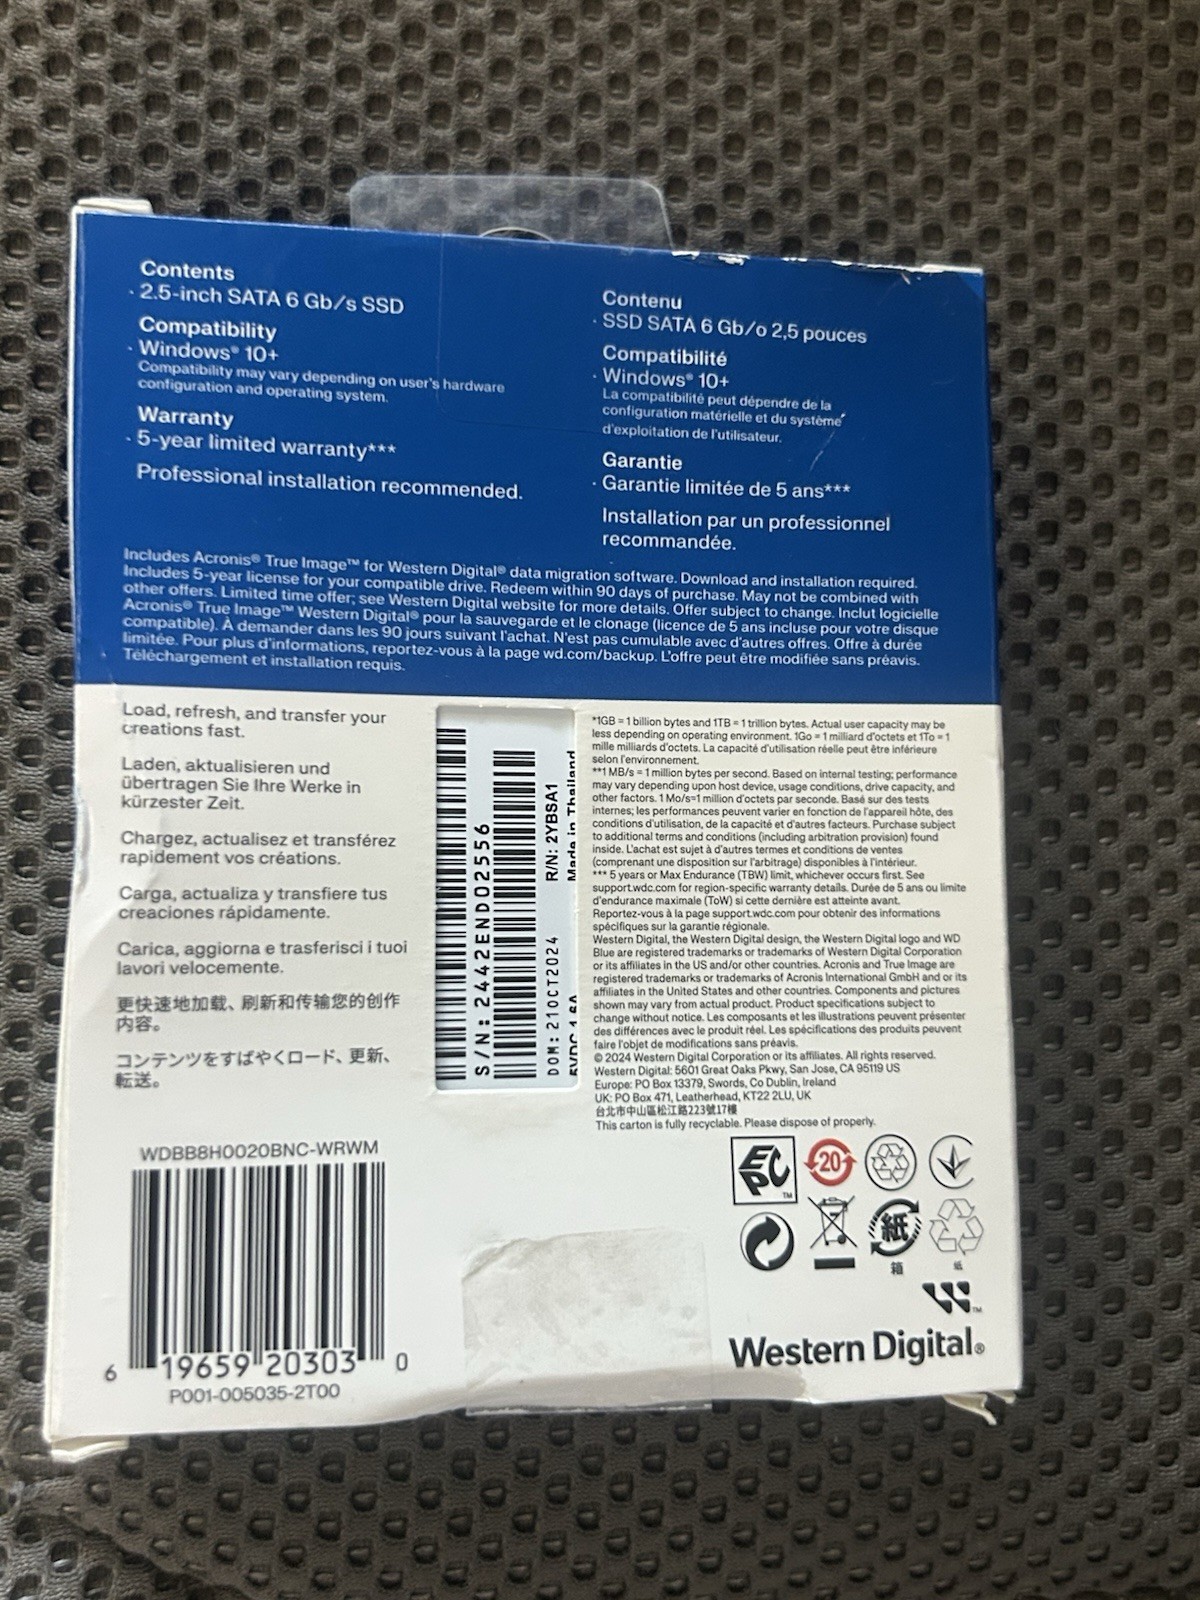 Contents
· 2.5-inch SATA 6 Gb/s SSD
Compatibility
· Windows® 10+
Compatibility may vary depending on user's hardware
configuration and operating system.
Warranty
· 5-year limited warranty***
Professional installation recommended.
Contenu
· SSD SATA 6 Gb/o 2,5 pouces
Compatibilité
· Windows® 10+
La compatibilité peut dépendre de la
configuration matérielle et du système
d'exploitation de l'utilisateur.
Garantie
· Garantie limitée de 5 ans***
Installation par un professionnel
recommandée.
Includes Acronis® True Image™ for Western Digital® data migration software. Download and installation required.
Includes 5-year license for your compatible drive. Redeem within 90 days of purchase. May not be combined with
other offers. Limited time offer; see Western Digital website for more details. Offer subject to change. Inclut logicielle
Acronis® True Image™ Western Digital® pour la sauvegarde et le clonage (licence de 5 ans incluse pour votre disque
compatible). À demander dans les 90 jours suivant l'achat. N'est pas cumulable avec d'autres offres. Offre à durée
limitée. Pour plus d'informations, reportez-vous à la page wd.com/backup. L'offre peut être modifiée sans préavis.
Téléchargement et installation requis.
Load, refresh, and transfer your
creations fast.
Laden, aktualisieren und
übertragen Sie Ihre Werke in
kürzester Zeit.
Chargez, actualisez et transférez
rapidement vos créations.
Carga, actualiza y transfiere tus
creaciones rápidamente.
Carica, aggiorna e trasferisci i tuoi
lavori velocemente.
更快速地加载、刷新和传输您的创作
内容。
コンテンツをすばやくロード、更新、
転送。
S/N: 2442END02556
DOM: 21OCT2024 R/N: 2YBSA1
5VDC 1.6A Made in Thailand
*1GB = 1 billion bytes and 1TB = 1 trillion bytes. Actual user capacity may be
less depending on operating environment. 1Go = 1 milliard d'octets et 1To = 1
mille milliards d'octets. La capacité d'utilisation réelle peut être inférieure
selon l'environnement.
**1 MB/s = 1 million bytes per second. Based on internal testing; performance
may vary depending upon host device, usage conditions, drive capacity, and
other factors. 1 Mo/s=1 million d'octets par seconde. Basé sur des tests
internes; les performances peuvent varier en fonction de l'appareil hôte, des
conditions d'utilisation, de la capacité et d'autres facteurs. Purchase subject
to additional terms and conditions (including arbitration provision) found
inside. L'achat est sujet à d'autres termes et conditions de ventes
(comprenant une disposition sur l'arbitrage) disponibles à l'intérieur.
*** 5 years or Max Endurance (TBW) limit, whichever occurs first. See
support.wdc.com for region-specific warranty details. Durée de 5 ans ou limite
d'endurance maximale (ToW) si cette dernière est atteinte avant.
Reportez-vous à la page support.wdc.com pour obtenir des informations
spécifiques sur la garantie régionale.
Western Digital, the Western Digital design, the Western Digital logo and WD
Blue are registered trademarks or trademarks of Western Digital Corporation
or its affiliates in the US and/or other countries. Acronis and True Image are
registered trademarks or trademarks of Acronis International GmbH and or its
affiliates in the United States and other countries. Components and pictures
shown may vary from actual product. Product specifications subject to
change without notice. Les composants et les illustrations peuvent présenter
des différences avec le produit réel. Les spécifications des produits peuvent
faire l'objet de modifications sans préavis.
© 2024 Western Digital Corporation or its affiliates. All rights reserved.
Western Digital: 5601 Great Oaks Pkwy, San Jose, CA 95119 US
Europe: PO Box 13379, Swords, Co Dublin, Ireland
UK: PO Box 471, Leatherhead, KT22 2LU, UK
台北市中山區松江路223號17樓
This carton is fully recyclable. Please dispose of properly.
WDBB8H0020BNC-WRWM
6 19659 20303 0
P001-005035-2T00
EPC™
20
紙
箱
紙
Western Digital®